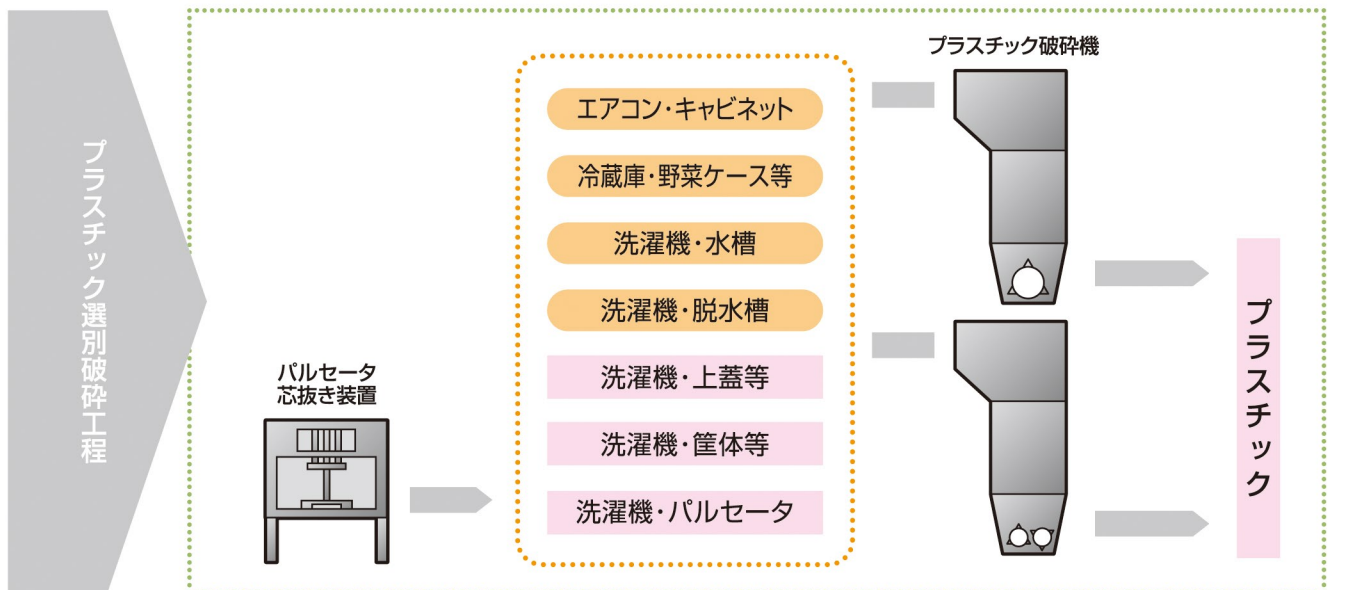 プラスチック選別破砕工程
パルセータ
芯抜き装置
エアコン・キャビネット
冷蔵庫・野菜ケース等
洗濯機・水槽
洗濯機・脱水槽
洗濯機・上蓋等
洗濯機・筐体等
洗濯機・パルセータ
プラスチック破砕機
プラスチック